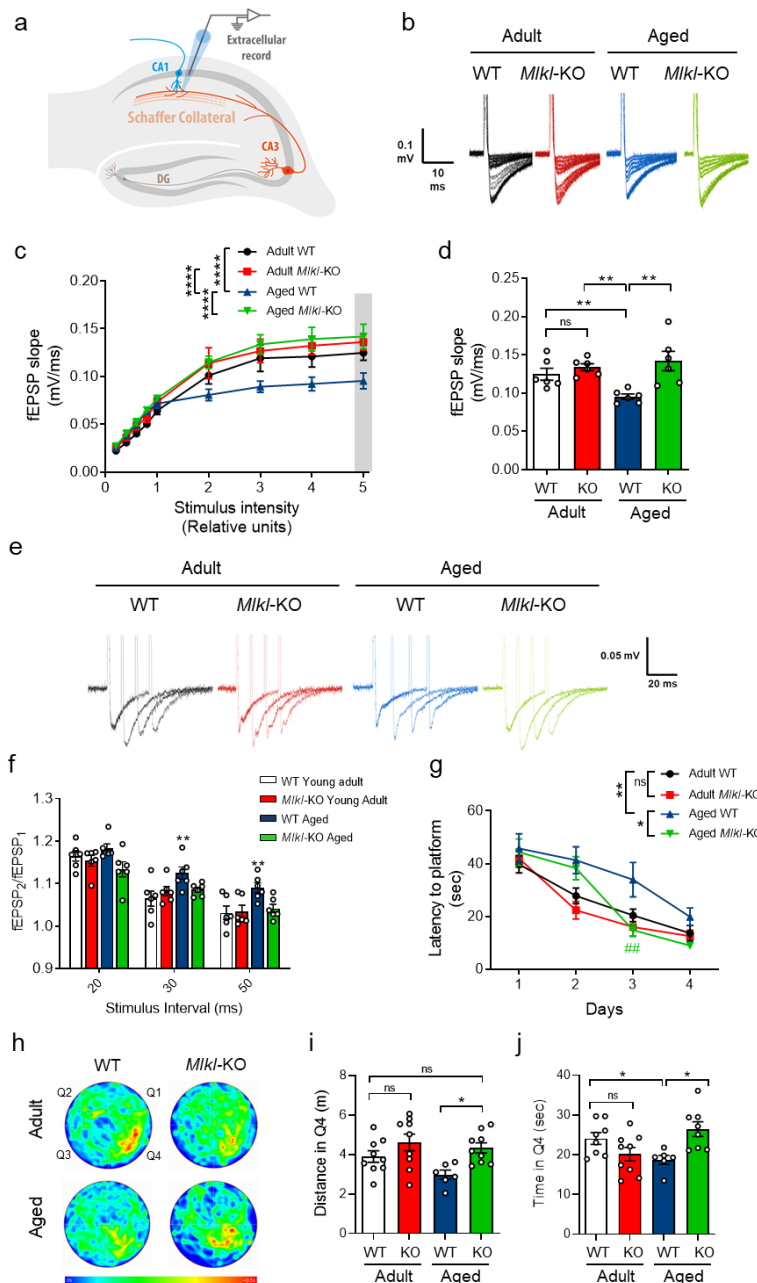 a
Extracellular
record
CA1
Schaffer Collateral
CA3
DG
b
Adult Aged
WT Mlkl-KO WT Mlkl-KO
0.1
mV
10
ms
c
****
****
****
Adult WT
Adult Mlkl-KO
Aged WT
Aged Mlkl-KO
0.20
0.15
0.10
0.05
0.00
fEPSP slope
(mV/ms)
0 1 2 3 4 5
Stimulus intensity
(Relative units)
d
** **
**
ns
0.25
0.20
0.15
0.10
0.05
0.00
fEPSP slope
(mV/ms)
WT KO WT KO
Adult Aged
e
Adult Aged
WT Mlkl-KO WT Mlkl-KO
0.05 mV
20 ms
f
WT Young adult
Mlkl-KO Young Adult
WT Aged
Mlkl-KO Aged
1.3
1.2
1.1
1.0
0.9
fEPSP2/fEPSP1
**
**
20 30 50
Stimulus Interval (ms)
g
**
ns
*
Adult WT
Adult Mlkl-KO
Aged WT
Aged Mlkl-KO
60
40
20
0
Latency to platform
(sec)
##
1 2 3 4
Days
h
WT Mlkl-KO
Adult
Aged
Q2 Q1
Q3 Q4
i
ns
ns
*
8
6
4
2
0
Distance in Q4 (m)
WT KO WT KO
Adult Aged
j
* *
ns
40
30
20
10
0
Time in Q4 (sec)
WT KO WT KO
Adult Aged